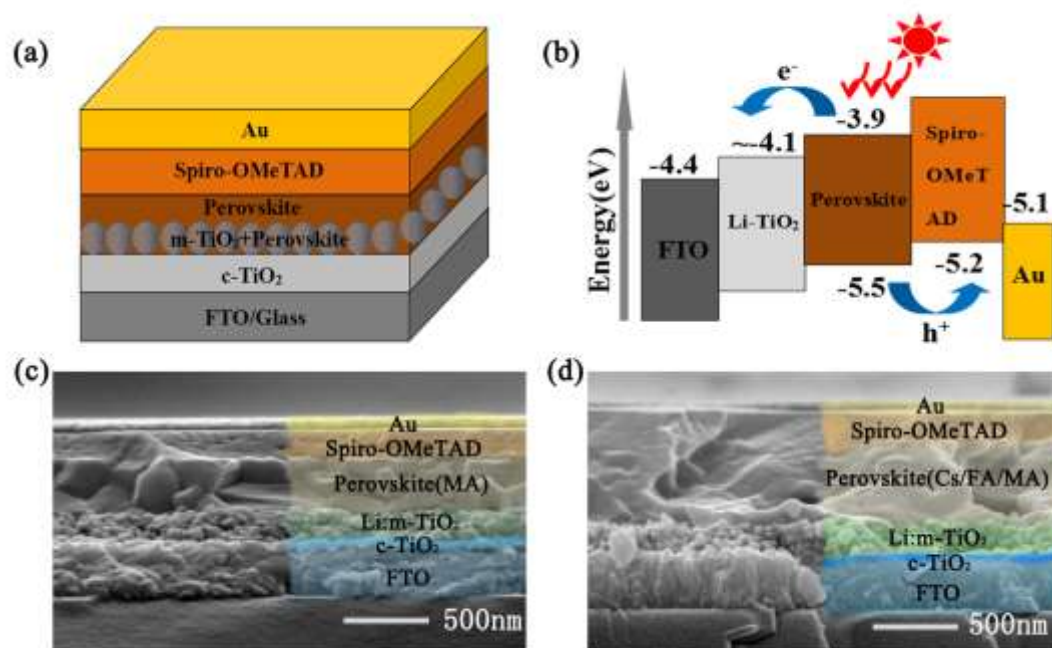 (a)
Au
Spiro-OMeTAD
Perovskite
m-TiO₂+Perovskite
c-TiO₂
FTO/Glass
(b)
Energy(eV)
e⁻
-4.4
~-4.1
-3.9
FTO
Li-TiO₂
Perovskite
Spiro-
OMeT
AD
-5.1
-5.5
-5.2
Au
h⁺
(c)
Au
Spiro-OMeTAD
Perovskite(MA)
Li:m-TiO₂
c-TiO₂
FTO
500nm
(d)
Au
Spiro-OMeTAD
Perovskite(Cs/FA/MA)
Li:m-TiO₂
c-TiO₂
FTO
500nm